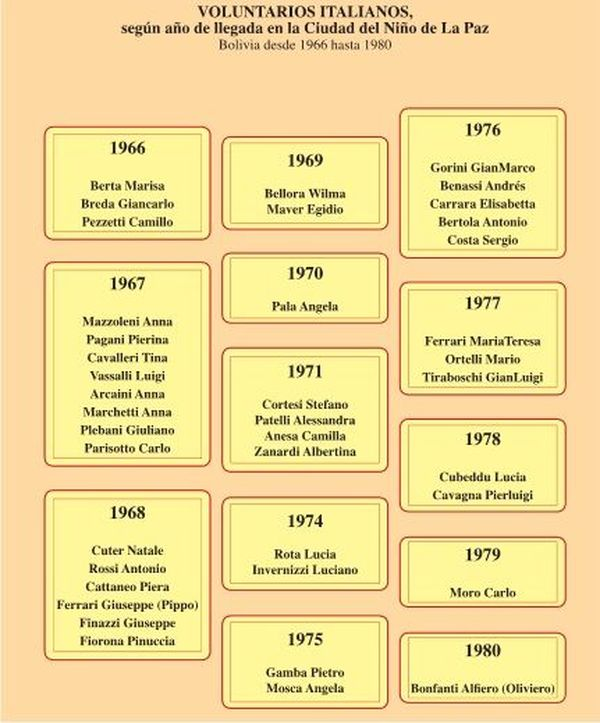 VOLUNTARIOS ITALIANOS,
según año de llegada en la Ciudad del Niño de La Paz
Bolivia desde 1966 hasta 1980
1966
Berta Marisa
Breda Giancarlo
Pezzetti Camillo
1967
Mazzoleni Anna
Pagani Pierina
Cavalleri Tina
Vassalli Luigi
Arcaini Anna
Marchetti Anna
Plebani Giuliano
Parisotto Carlo
1968
Cuter Natale
Rossi Antonio
Cattaneo Piera
Ferrari Giuseppe (Pippo)
Finazzi Giuseppe
Fiorona Pinuccia
1969
Bellora Wilma
Maver Egidio
1970
Pala Angela
1971
Cortesi Stefano
Patelli Alessandra
Anesa Camilla
Zanardi Albertina
1974
Rota Lucia
Invernizzi Luciano
1975
Gamba Pietro
Mosca Angela
1976
Gorini GianMarco
Benassi Andrés
Carrara Elisabetta
Bertola Antonio
Costa Sergio
1977
Ferrari MariaTeresa
Ortelli Mario
Tiraboschi GianLuigi
1978
Cubeddu Lucia
Cavagna Pierluigi
1979
Moro Carlo
1980
Bonfanti Alfiero (Oliviero)